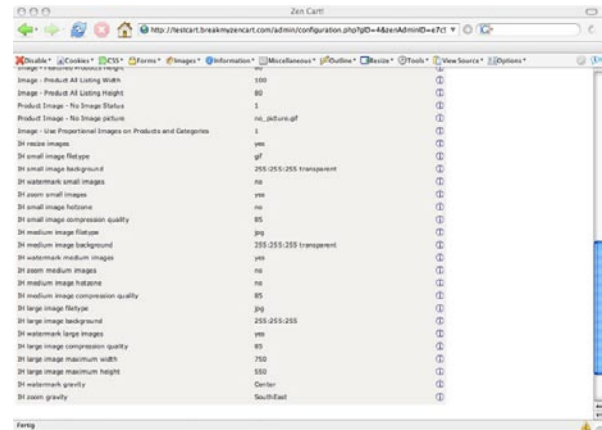 Zen Cart!
http://testcart.breakmyzencart.com/admin/configuration.php?gID=4&zenAdminID=e7c1
Disable* Cookies* CSS* Forms* Images* Information* Miscellaneous* Outline* Resize* Tools* View Source* Options*
Image - Product All Listing Width 100
Image - Product All Listing Height 80
Product Image - No Image Status 1
Product Image - No Image picture no_picture.gif
Image - Use Proportional Images on Products and Categories 1
IH resize images yes
IH small image filetype gif
IH small image background 255:255:255 transparent
IH watermark small images no
IH zoom small images yes
IH small image hotzone no
IH small image compression quality 85
IH medium image filetype jpg
IH medium image background 255:255:255 transparent
IH watermark medium images yes
IH zoom medium images no
IH medium image hotzone no
IH medium image compression quality 85
IH large image filetype jpg
IH large image background 255:255:255
IH watermark large images yes
IH large image compression quality 85
IH large image maximum width 750
IH large image maximum height 550
IH watermark gravity Center
IH zoom gravity SouthEast
Fertig